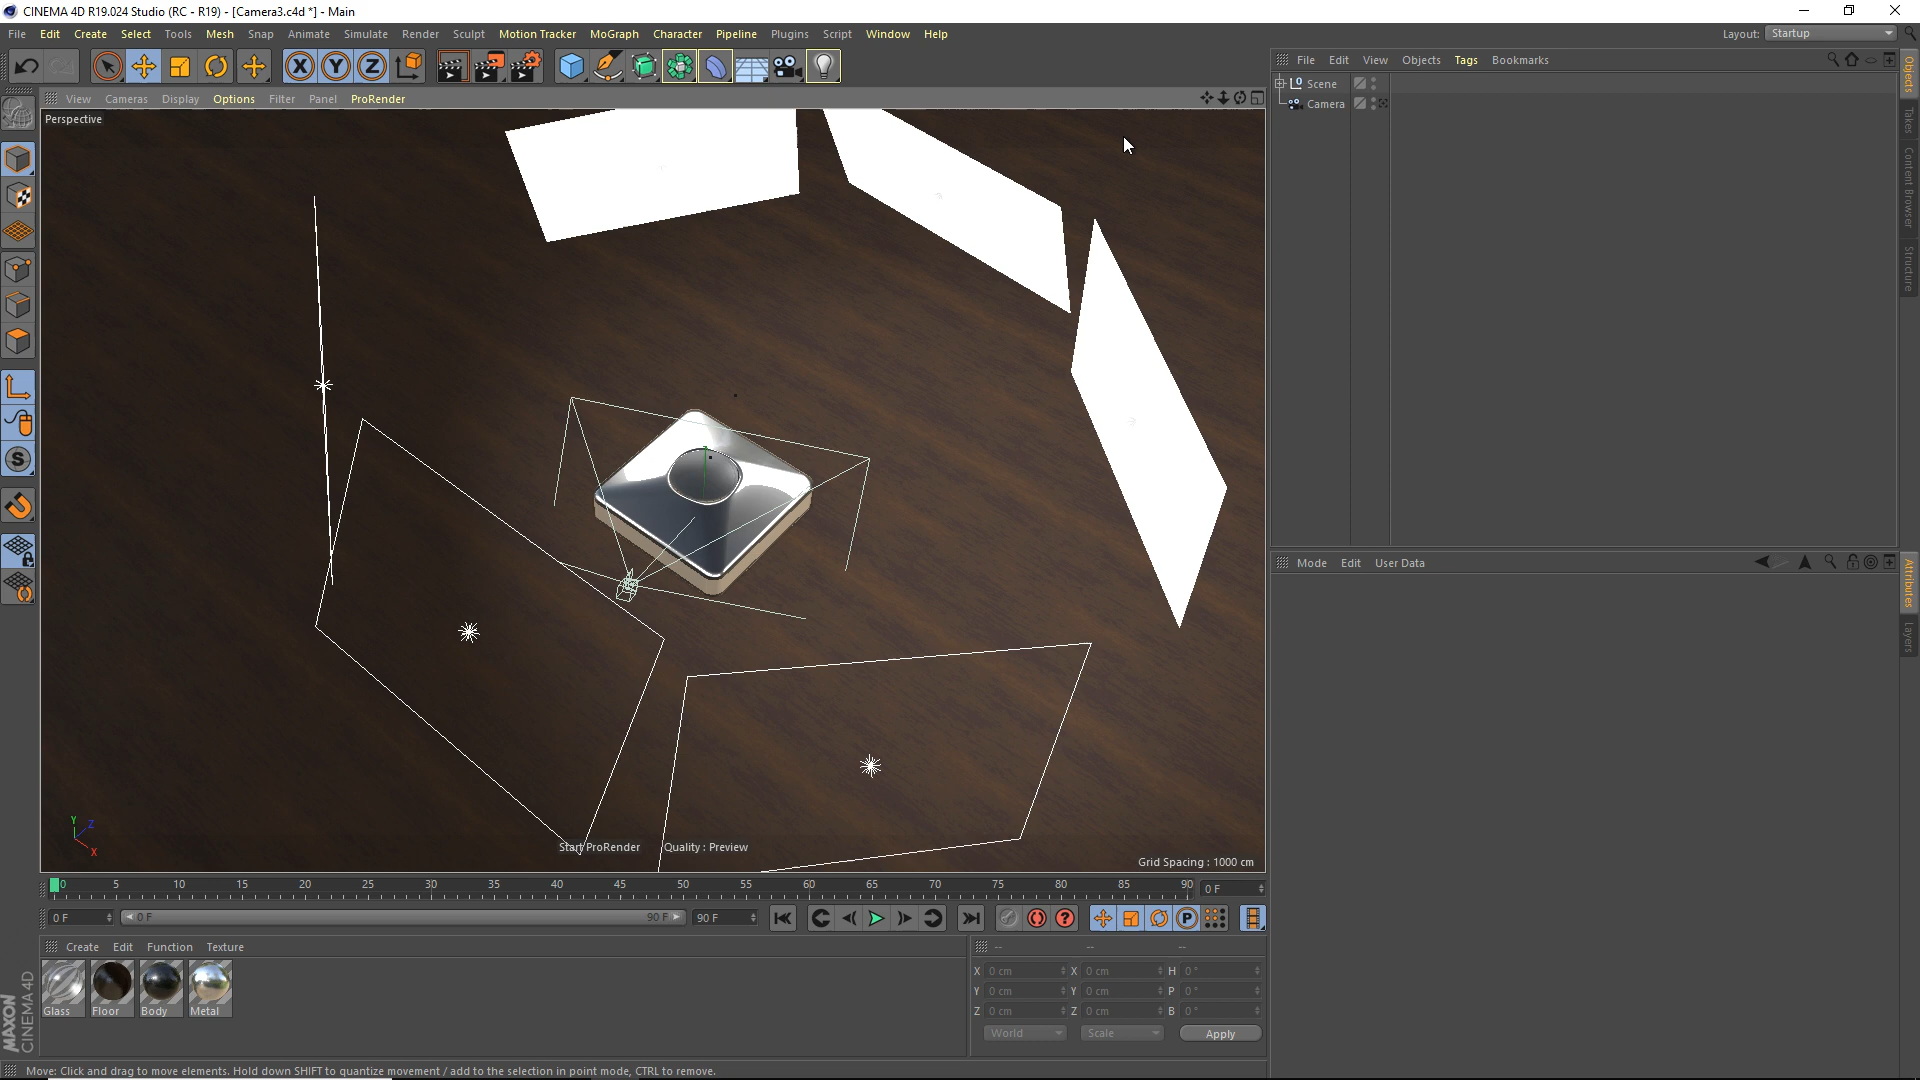 CINEMA 4D R19.024 Studio (RC - R19) - [Camera3.c4d *] - Main
File Edit Create Select Tools Mesh Snap Animate Simulate Render Sculpt Motion Tracker MoGraph Character Pipeline Plugins Script Window Help Layout: Startup
File Edit View Objects Tags Bookmarks
View Cameras Display Options Filter Panel ProRender
Perspective
Scene
Camera
Objects
Takes
Content Browser
Structure
Mode Edit User Data
Attributes
Layers
Y
Z
X
Start ProRender Quality : Preview
Grid Spacing : 1000 cm
0 5 10 15 20 25 30 35 40 45 50 55 60 65 70 75 80 85 90 0 F
0 F 0 F 90 F 90 F
Create Edit Function Texture
-- -- --
Glass Floor Body Metal
X 0 cm X 0 cm H 0 °
Y 0 cm Y 0 cm P 0 °
Z 0 cm Z 0 cm B 0 °
World Scale Apply
MAXON
CINEMA 4D
Move: Click and drag to move elements. Hold down SHIFT to quantize movement / add to the selection in point mode, CTRL to remove.